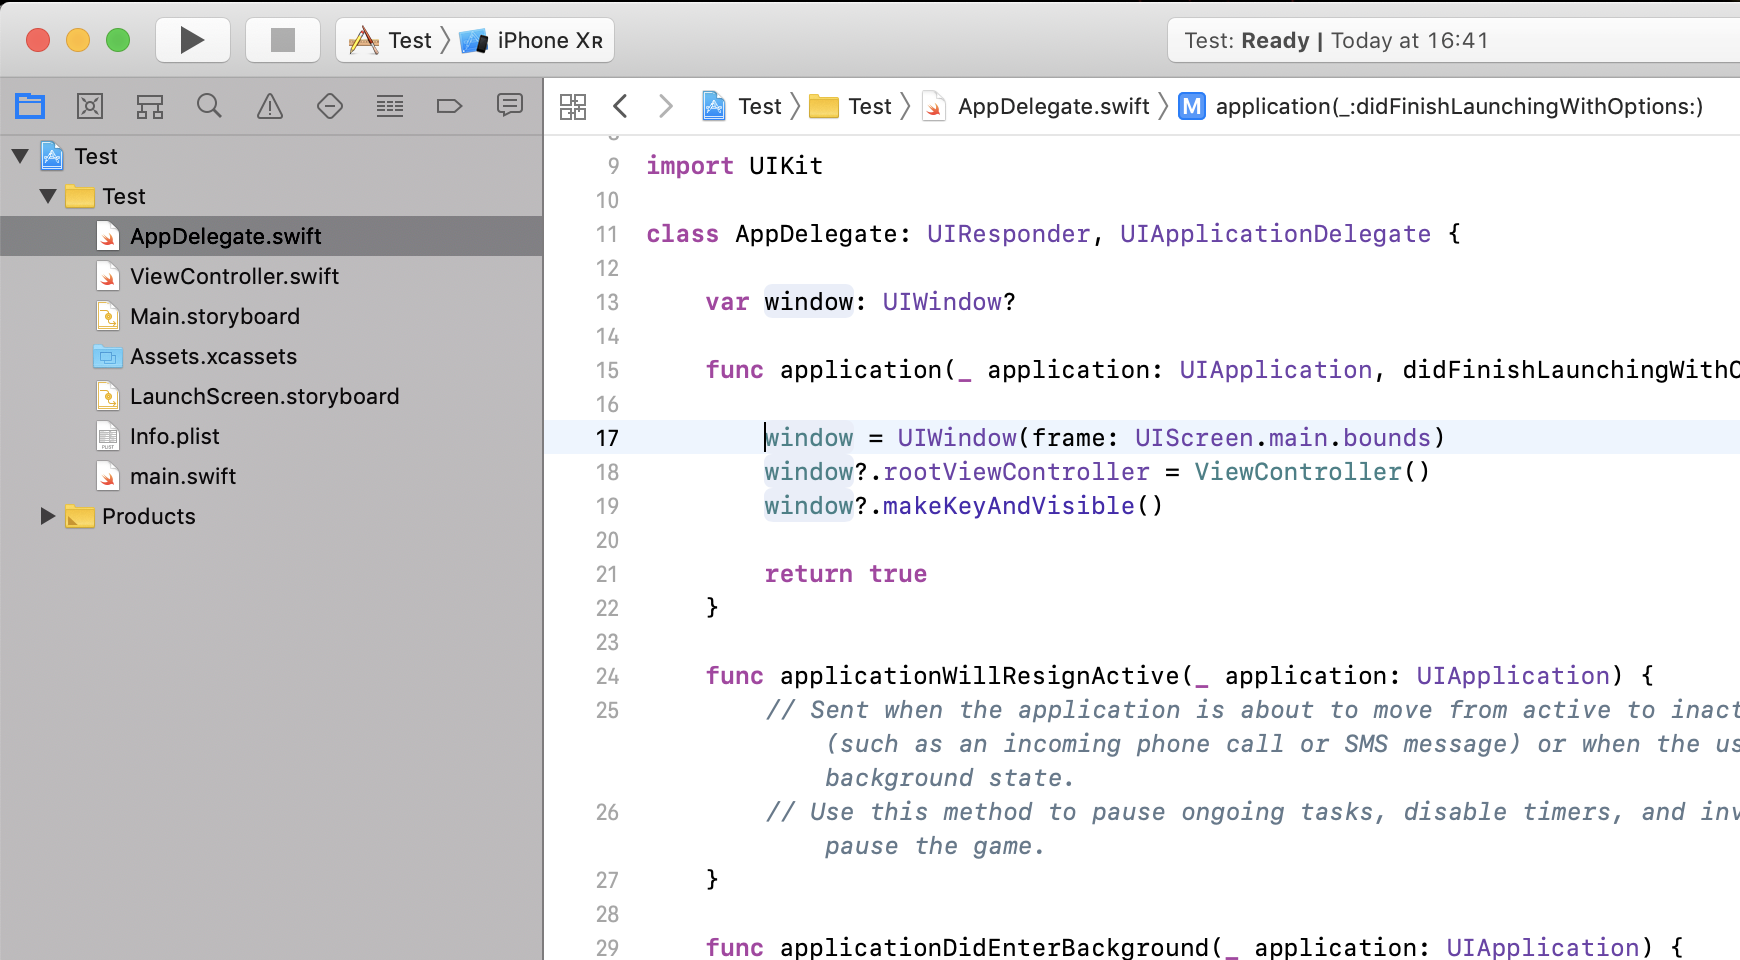 Test iPhone XR
Test: Ready | Today at 16:41
Test Test AppDelegate.swift M application(_:didFinishLaunchingWithOptions:)
Test
Test
AppDelegate.swift
ViewController.swift
Main.storyboard
Assets.xcassets
LaunchScreen.storyboard
Info.plist
main.swift
Products
9 import UIKit
10
11 class AppDelegate: UIResponder, UIApplicationDelegate {
12
13 var window: UIWindow?
14
15 func application(_ application: UIApplication, didFinishLaunchingWithO
16
17 window = UIWindow(frame: UIScreen.main.bounds)
18 window?.rootViewController = ViewController()
19 window?.makeKeyAndVisible()
20
21 return true
22 }
23
24 func applicationWillResignActive(_ application: UIApplication) {
25 // Sent when the application is about to move from active to inact
(such as an incoming phone call or SMS message) or when the us
background state.
26 // Use this method to pause ongoing tasks, disable timers, and inv
pause the game.
27 }
28
29 func applicationDidEnterBackground(_ application: UIApplication) {